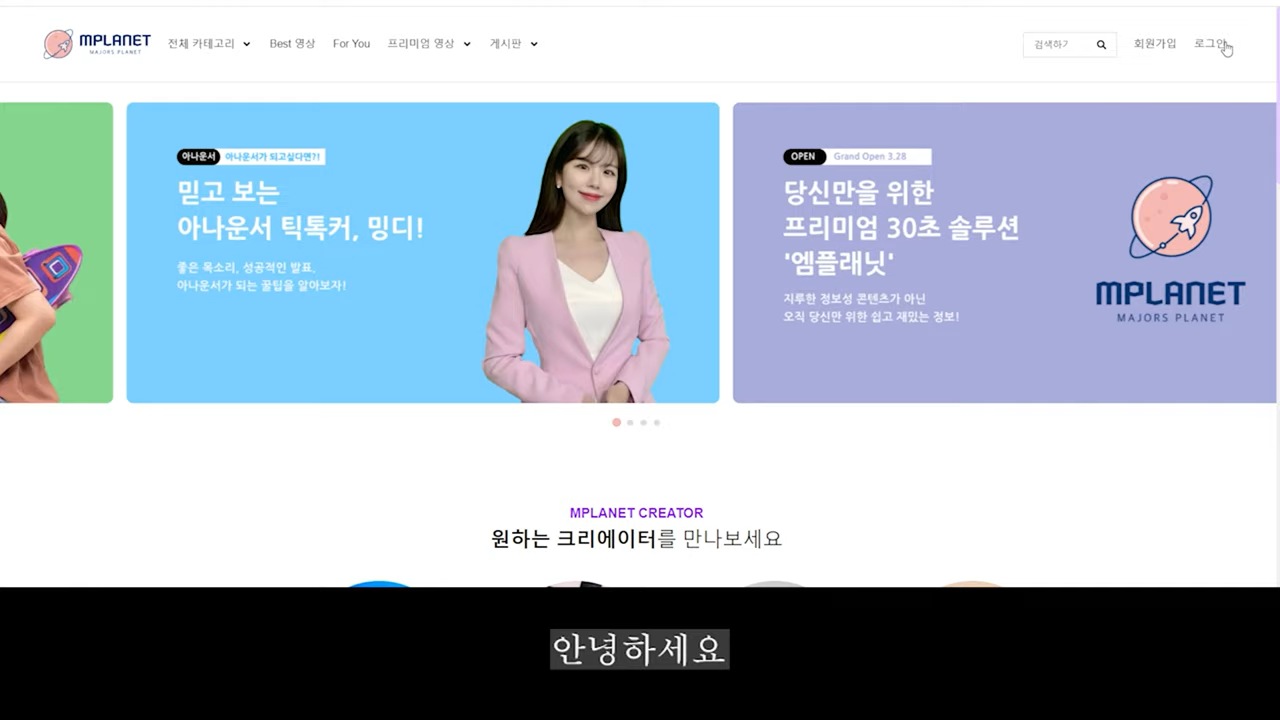 MPLANET
MAJORS PLANET
전체 카테고리
Best 영상
For You
프리미엄 영상
게시판
검색하기
회원가입
로그인
아나운서 아나운서가 되고싶다면?!
믿고 보는
아나운서 틱톡커, 밍디!
좋은 목소리, 성공적인 발표,
아나운서가 되는 꿀팁을 알아보자!
OPEN Grand Open 3.28
당신만을 위한
프리미엄 30초 솔루션
'엠플래닛'
지루한 정보성 콘텐츠가 아닌
오직 당신만 위한 쉽고 재밌는 정보!
MPLANET
MAJORS PLANET
MPLANET CREATOR
원하는 크리에이터를 만나보세요
안녕하세요